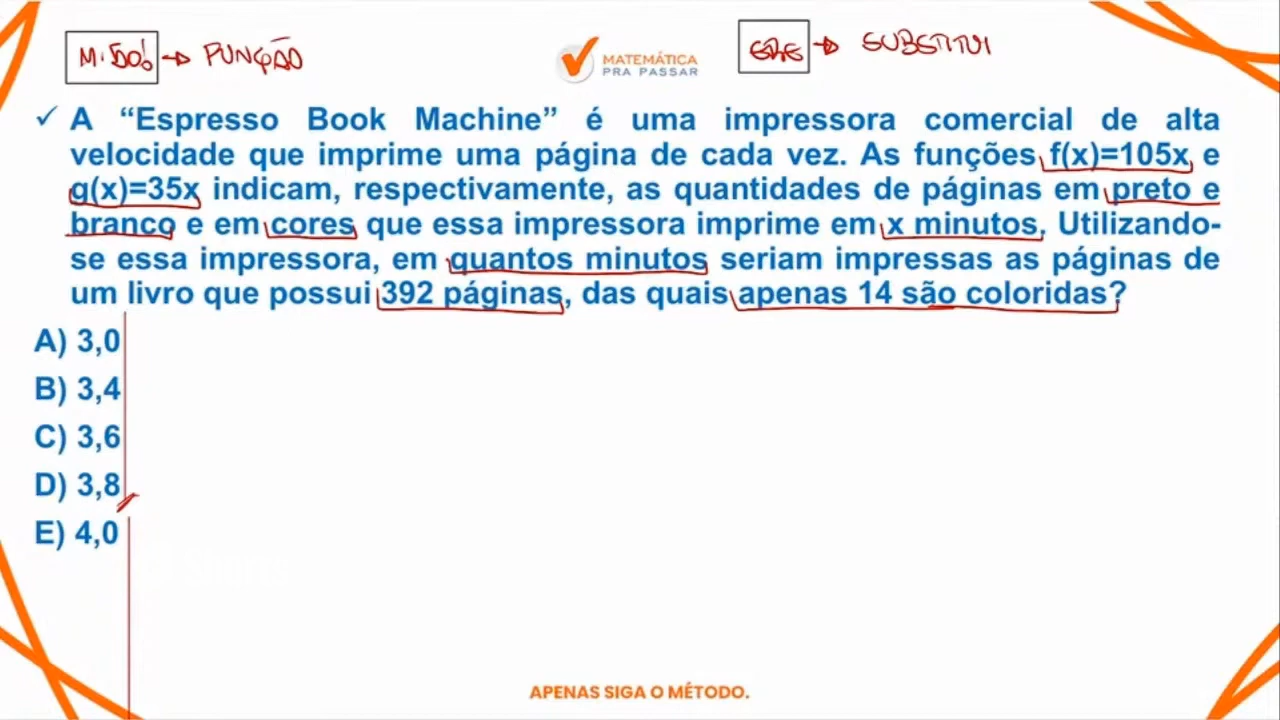 M.50! → FUNÇÃO
MATEMÁTICA
PRA PASSAR
→ SUBSTITUI
✓ A “Espresso Book Machine” é uma impressora comercial de alta
velocidade que imprime uma página de cada vez. As funções f(x)=105x e
g(x)=35x indicam, respectivamente, as quantidades de páginas em preto e
branco e em cores que essa impressora imprime em x minutos. Utilizando-
se essa impressora, em quantos minutos seriam impressas as páginas de
um livro que possui 392 páginas, das quais apenas 14 são coloridas?
A) 3,0
B) 3,4
C) 3,6
D) 3,8
E) 4,0
APENAS SIGA O MÉTODO.